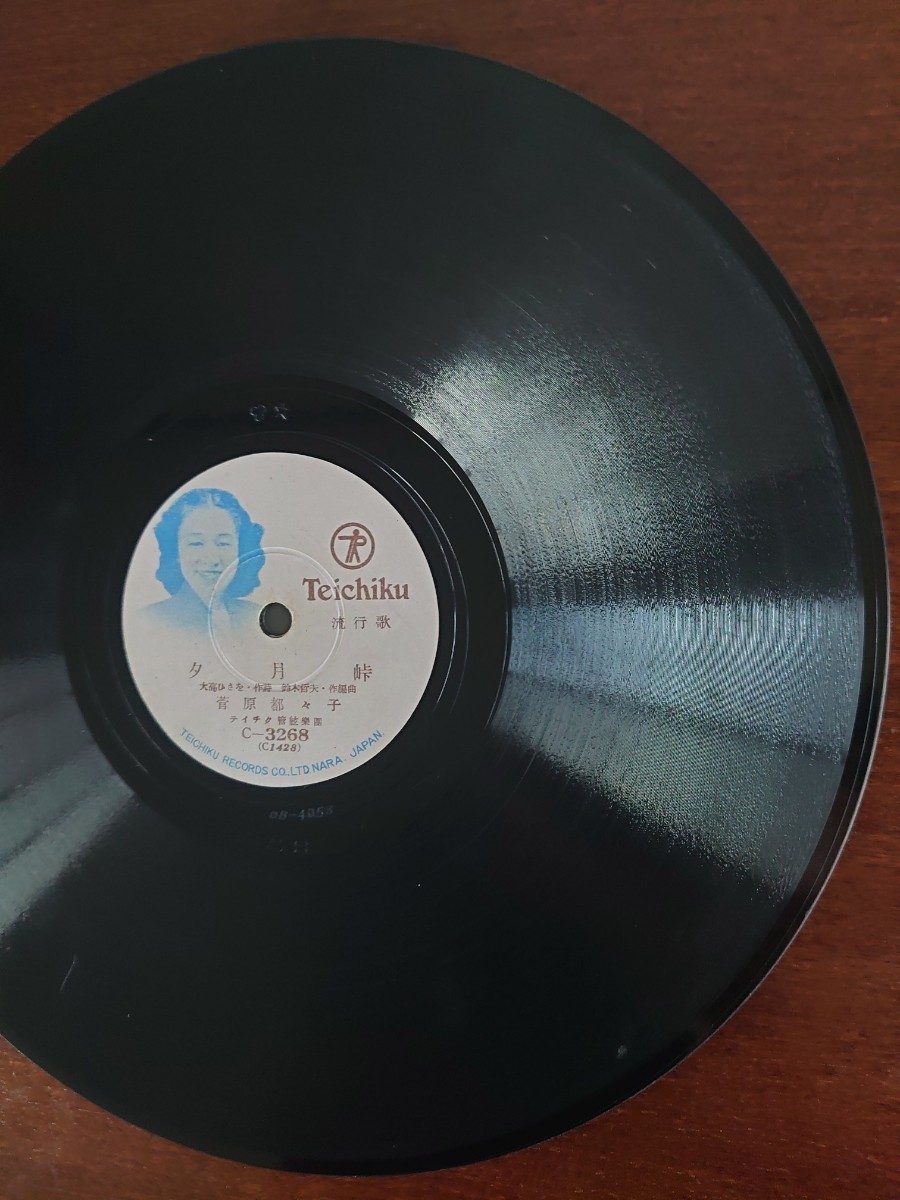 Teichiku
流行歌
夕月峠
大高ひさを・作詩 鈴木哲夫・作編曲
菅原都々子
テイチク管絃樂團
C-3268
(C1428)
TEICHIKU RECORDS CO., LTD. NARA. JAPAN.